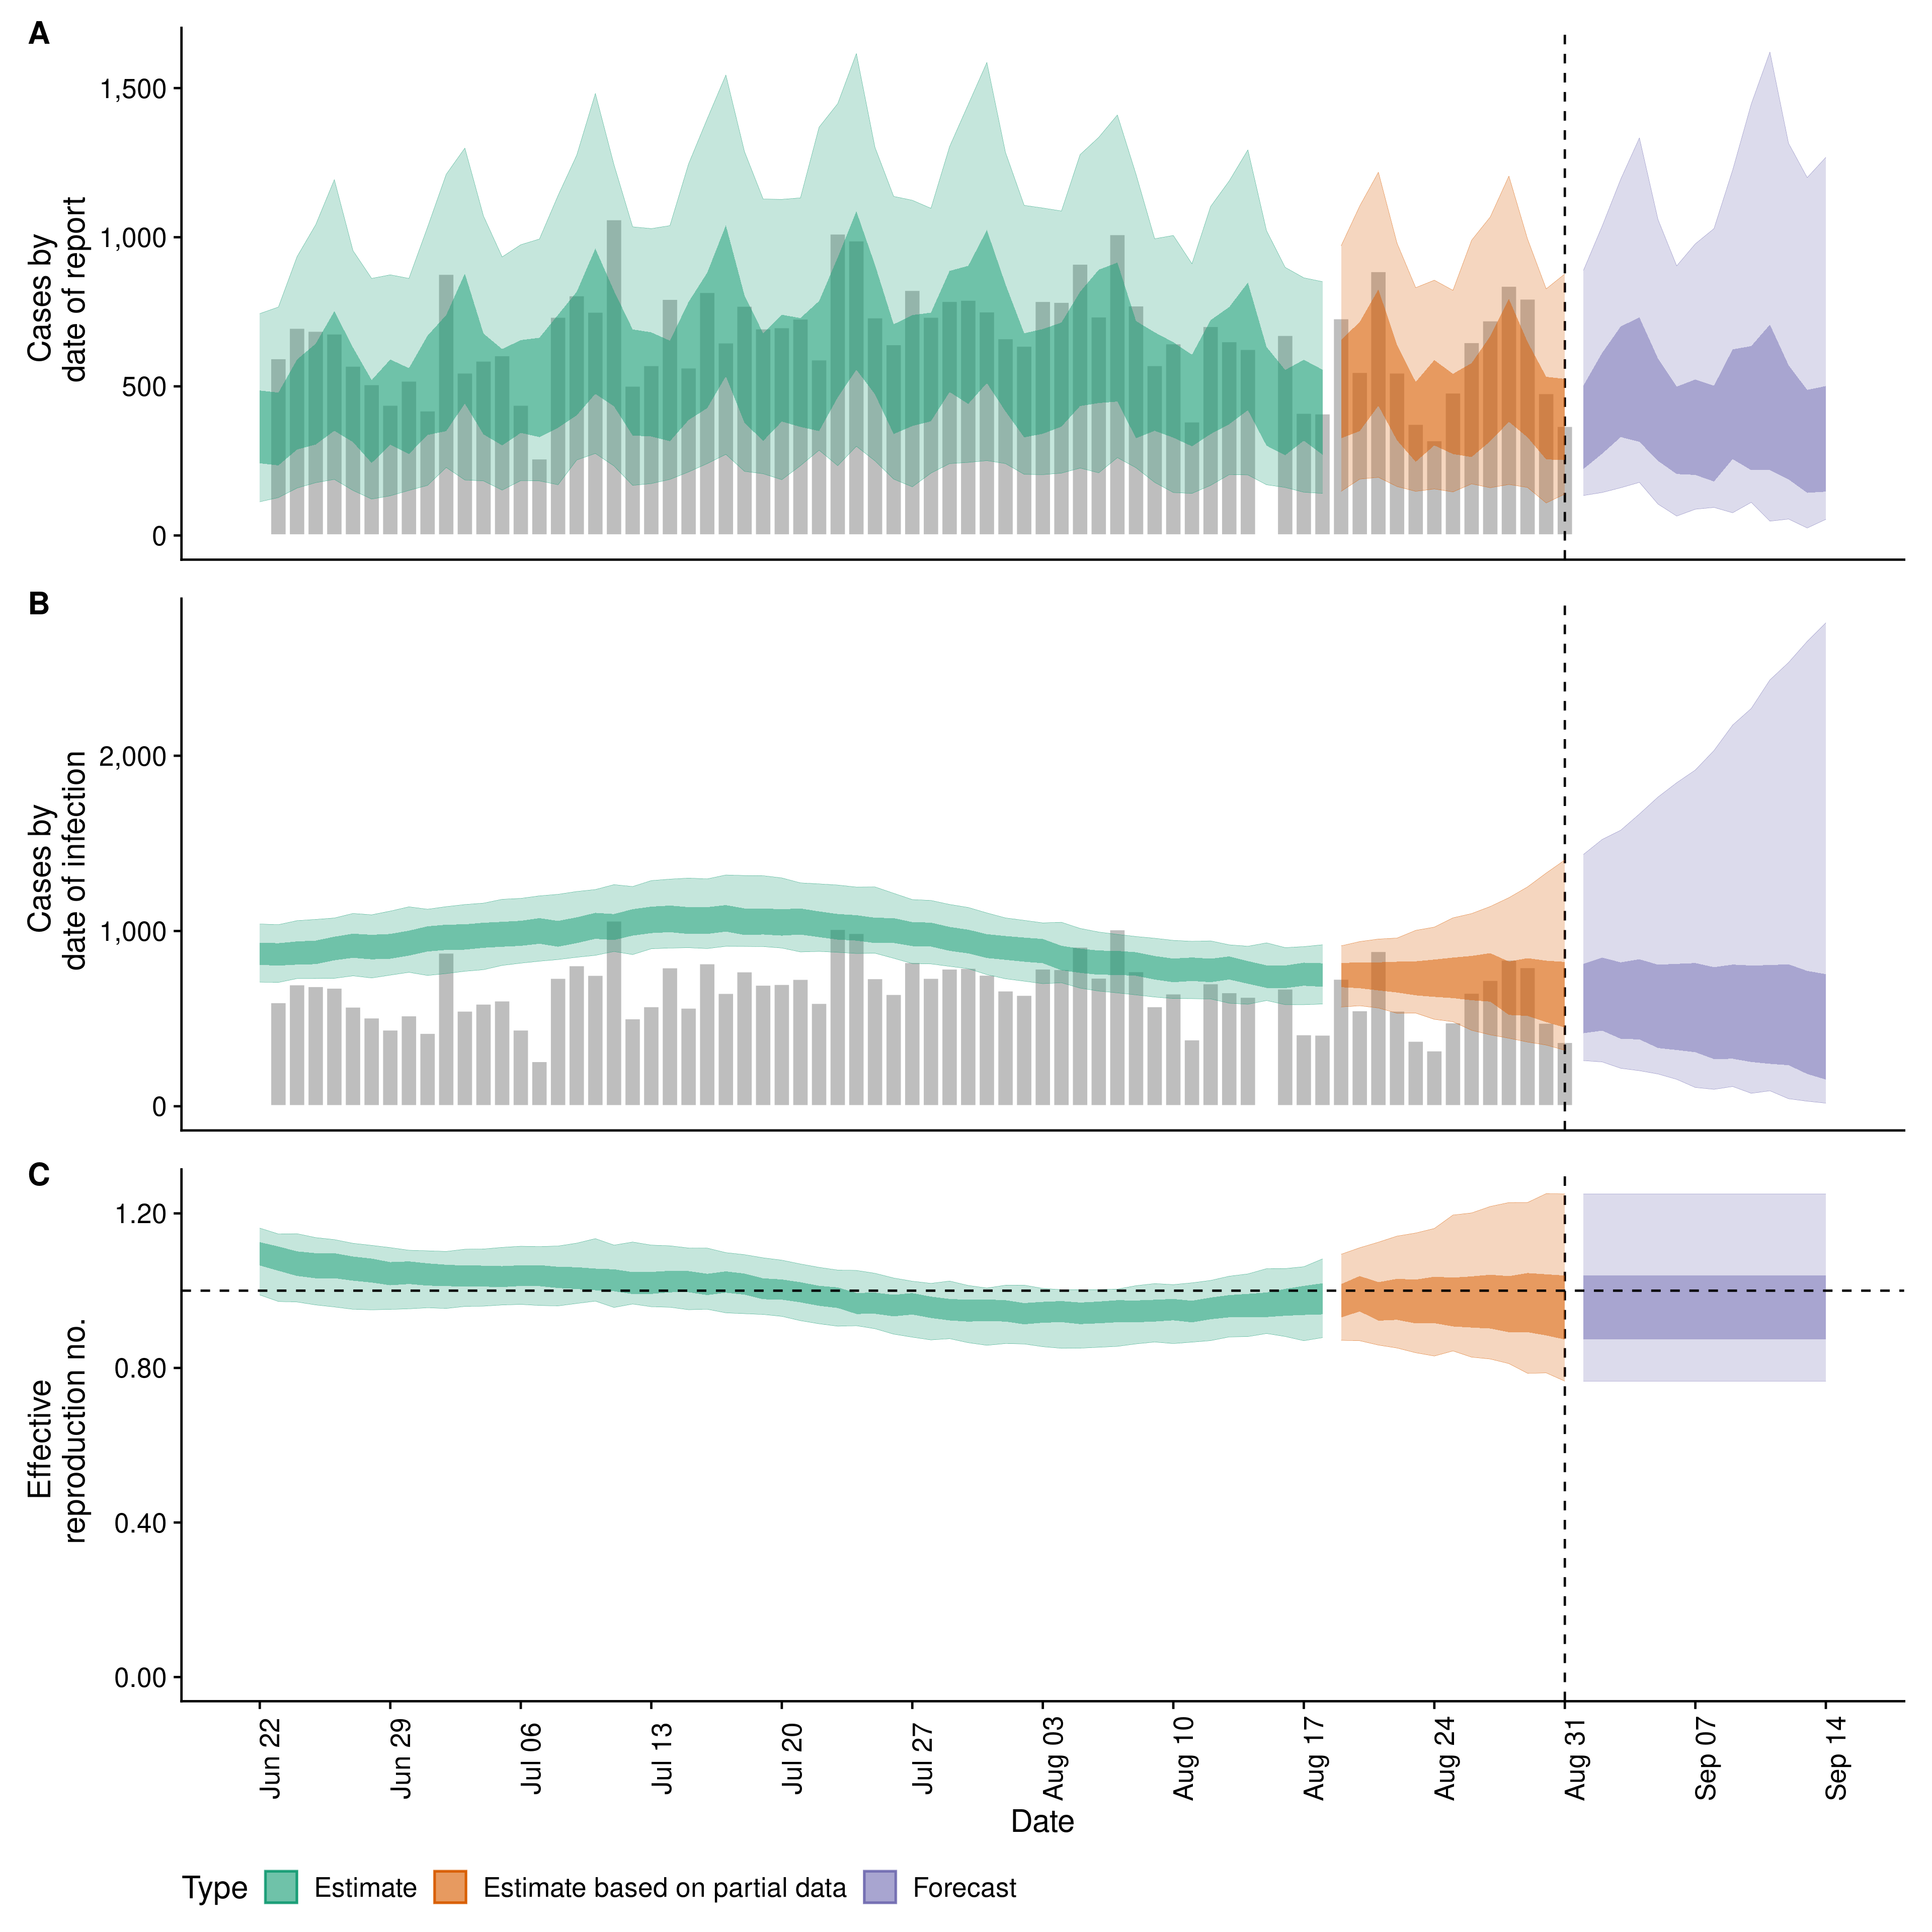 A
Cases by
date of report
1,500
1,000
500
0
B
Cases by
date of infection
2,000
1,000
0
C
Effective
reproduction no.
1.20
0.80
0.40
0.00
Jun 22
Jun 29
Jul 06
Jul 13
Jul 20
Jul 27
Aug 03
Aug 10
Aug 17
Aug 24
Aug 31
Sep 07
Sep 14
Date
Type Estimate Estimate based on partial data Forecast